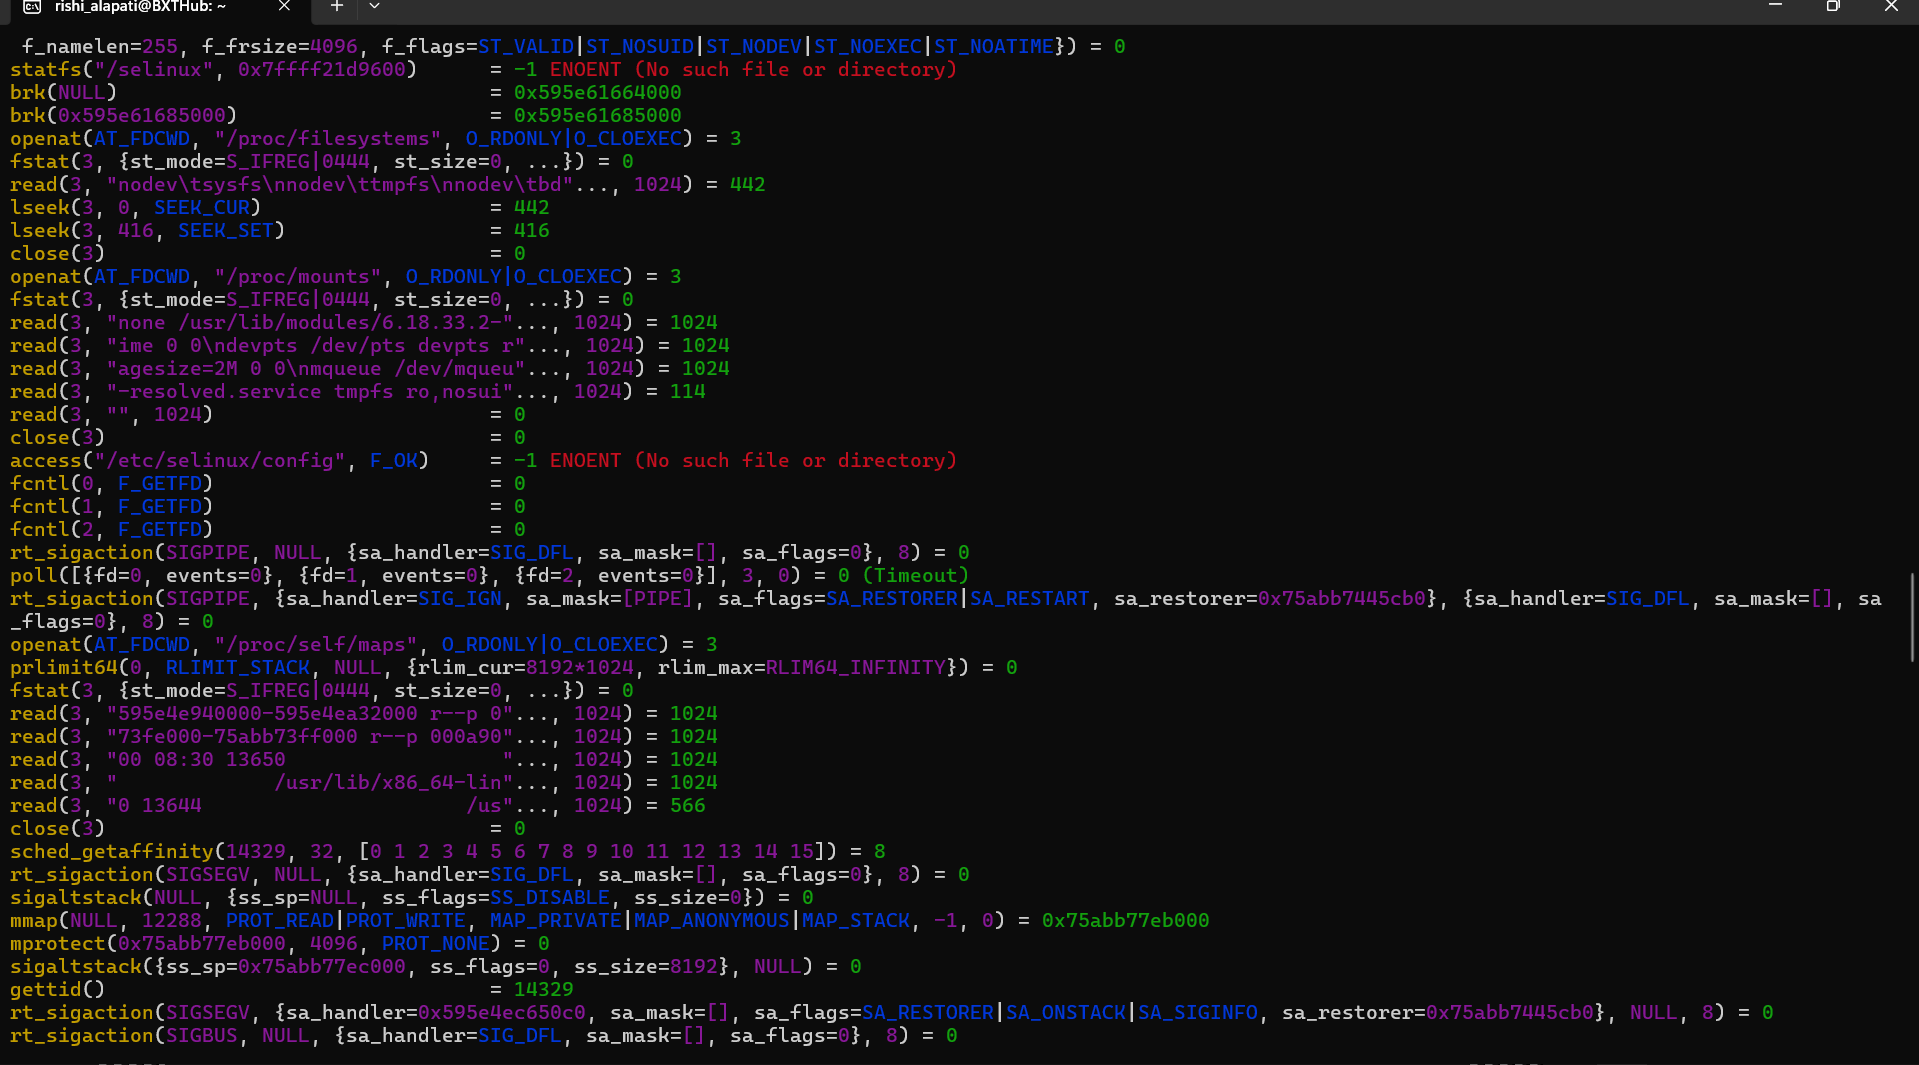 rishi_alapati@BXTHub: ~
 f_namelen=255, f_frsize=4096, f_flags=ST_VALID|ST_NOSUID|ST_NODEV|ST_NOEXEC|ST_NOATIME}) = 0
statfs("/selinux", 0x7ffff21d9600)      = -1 ENOENT (No such file or directory)
brk(NULL)                               = 0x595e61664000
brk(0x595e61685000)                     = 0x595e61685000
openat(AT_FDCWD, "/proc/filesystems", O_RDONLY|O_CLOEXEC) = 3
fstat(3, {st_mode=S_IFREG|0444, st_size=0, ...}) = 0
read(3, "nodev\tsysfs\nnodev\ttmpfs\nnodev\tbd"..., 1024) = 442
lseek(3, 0, SEEK_CUR)                   = 442
lseek(3, 416, SEEK_SET)                 = 416
close(3)                                = 0
openat(AT_FDCWD, "/proc/mounts", O_RDONLY|O_CLOEXEC) = 3
fstat(3, {st_mode=S_IFREG|0444, st_size=0, ...}) = 0
read(3, "none /usr/lib/modules/6.18.33.2-"..., 1024) = 1024
read(3, "ime 0 0\ndevpts /dev/pts devpts r"..., 1024) = 1024
read(3, "agesize=2M 0 0\nmqueue /dev/mqueu"..., 1024) = 1024
read(3, "-resolved.service tmpfs ro,nosui"..., 1024) = 114
read(3, "", 1024)                       = 0
close(3)                                = 0
access("/etc/selinux/config", F_OK)     = -1 ENOENT (No such file or directory)
fcntl(0, F_GETFD)                       = 0
fcntl(1, F_GETFD)                       = 0
fcntl(2, F_GETFD)                       = 0
rt_sigaction(SIGPIPE, NULL, {sa_handler=SIG_DFL, sa_mask=[], sa_flags=0}, 8) = 0
poll([{fd=0, events=0}, {fd=1, events=0}, {fd=2, events=0}], 3, 0) = 0 (Timeout)
rt_sigaction(SIGPIPE, {sa_handler=SIG_IGN, sa_mask=[PIPE], sa_flags=SA_RESTORER|SA_RESTART, sa_restorer=0x75abb7445cb0}, {sa_handler=SIG_DFL, sa_mask=[], sa
_flags=0}, 8) = 0
openat(AT_FDCWD, "/proc/self/maps", O_RDONLY|O_CLOEXEC) = 3
prlimit64(0, RLIMIT_STACK, NULL, {rlim_cur=8192*1024, rlim_max=RLIM64_INFINITY}) = 0
fstat(3, {st_mode=S_IFREG|0444, st_size=0, ...}) = 0
read(3, "595e4e940000-595e4ea32000 r--p 0"..., 1024) = 1024
read(3, "73fe000-75abb73ff000 r--p 000a90"..., 1024) = 1024
read(3, "00 08:30 13650                  "..., 1024) = 1024
read(3, "             /usr/lib/x86_64-lin"..., 1024) = 1024
read(3, "0 13644                      /us"..., 1024) = 566
close(3)                                = 0
sched_getaffinity(14329, 32, [0 1 2 3 4 5 6 7 8 9 10 11 12 13 14 15]) = 8
rt_sigaction(SIGSEGV, NULL, {sa_handler=SIG_DFL, sa_mask=[], sa_flags=0}, 8) = 0
sigaltstack(NULL, {ss_sp=NULL, ss_flags=SS_DISABLE, ss_size=0}) = 0
mmap(NULL, 12288, PROT_READ|PROT_WRITE, MAP_PRIVATE|MAP_ANONYMOUS|MAP_STACK, -1, 0) = 0x75abb77eb000
mprotect(0x75abb77eb000, 4096, PROT_NONE) = 0
sigaltstack({ss_sp=0x75abb77ec000, ss_flags=0, ss_size=8192}, NULL) = 0
gettid()                                = 14329
rt_sigaction(SIGSEGV, {sa_handler=0x595e4ec650c0, sa_mask=[], sa_flags=SA_RESTORER|SA_ONSTACK|SA_SIGINFO, sa_restorer=0x75abb7445cb0}, NULL, 8) = 0
rt_sigaction(SIGBUS, NULL, {sa_handler=SIG_DFL, sa_mask=[], sa_flags=0}, 8) = 0